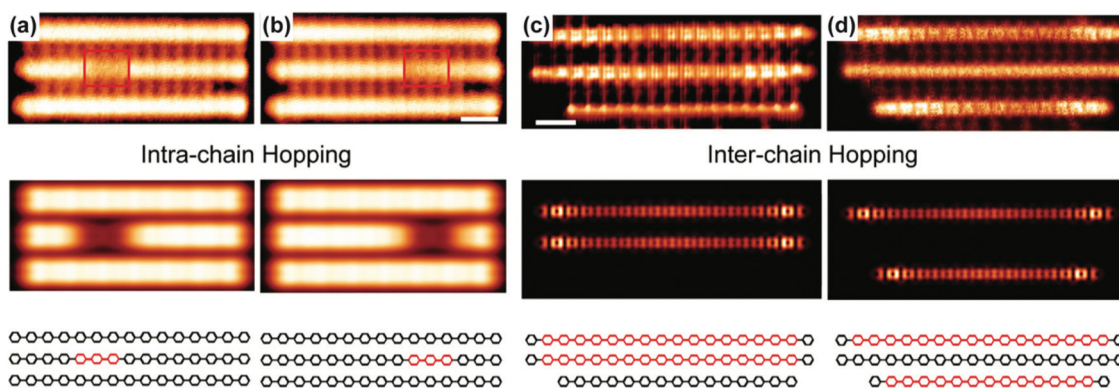 (a)
(b)
(c)
(d)
Intra-chain Hopping
Inter-chain Hopping